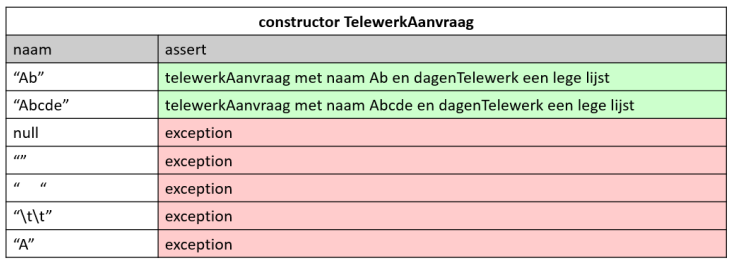 constructor TelewerkAanvraag
naam assert
“Ab” telewerkAanvraag met naam Ab en dagenTelewerk een lege lijst
“Abcde” telewerkAanvraag met naam Abcde en dagenTelewerk een lege lijst
null exception
“” exception
“ “ exception
“\t\t” exception
“A” exception